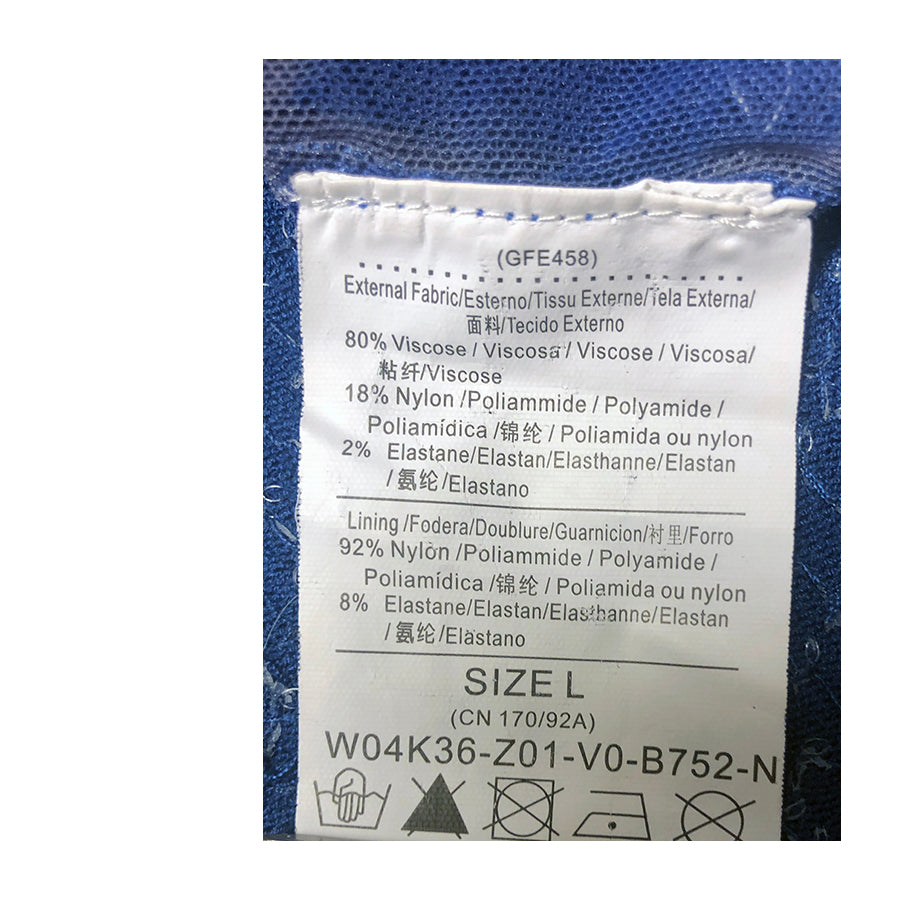 (GFE458)
External Fabric/Esterno/Tissu Externe/Tela Externa/
面料/Tecido Externo
80% Viscose / Viscosa / Viscose / Viscosa/
粘纤/Viscose
18% Nylon /Poliammide / Polyamide /
Poliamídica /锦纶 / Poliamida ou nylon
2% Elastane/Elastan/Elasthanne/Elastan
/ 氨纶/Elastano
Lining /Fodera/Doublure/Guarnicion/衬里/Forro
92% Nylon /Poliammide / Polyamide /
Poliamídica /锦纶 / Poliamida ou nylon
8% Elastane/Elastan/Elasthanne/Elastan
/ 氨纶/Elastano
SIZE L
(CN 170/92A)
W04K36-Z01-V0-B752-N